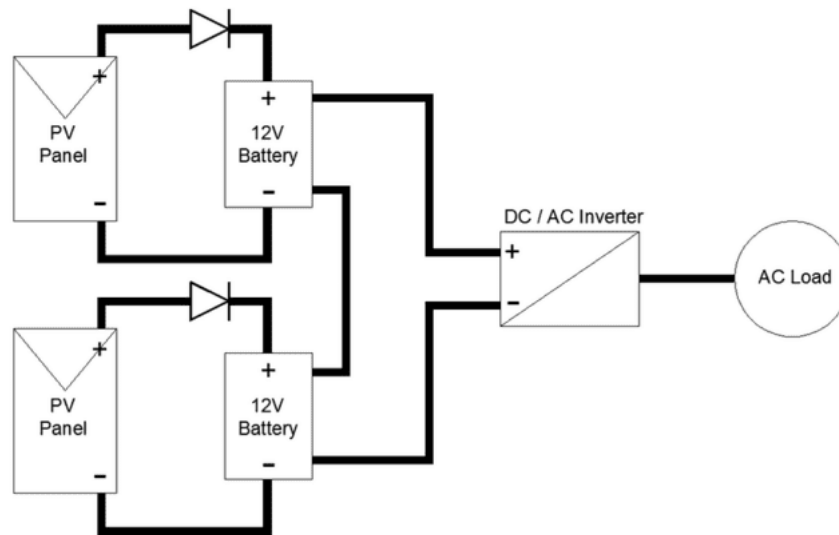 +
PV
Panel
-
+
12V
Battery
-
DC / AC Inverter
+
-
AC Load
+
PV
Panel
-
+
12V
Battery
-